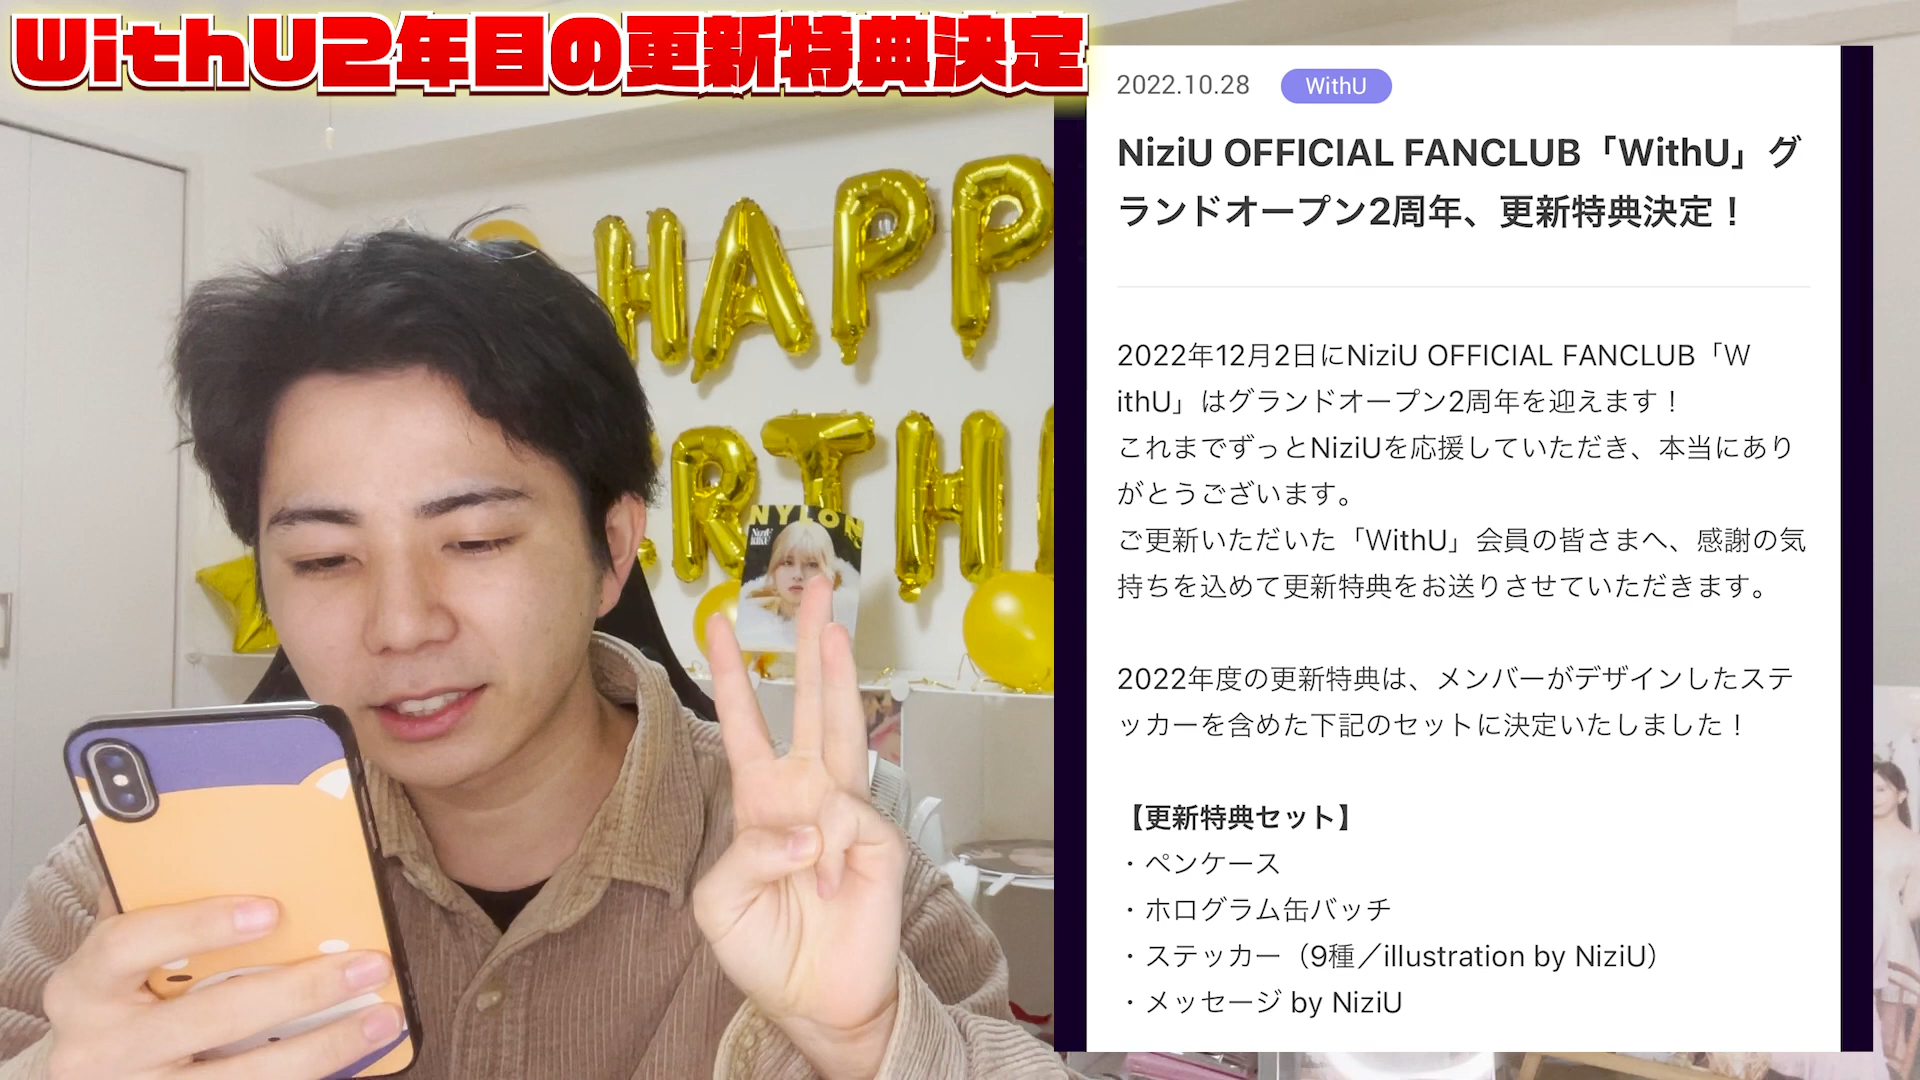 WithU2年目の更新特典決定
2022.10.28 WithU
NiziU OFFICIAL FANCLUB「WithU」グ
ランドオープン2周年、更新特典決定！
2022年12月2日にNiziU OFFICIAL FANCLUB「W
ithU」はグランドオープン2周年を迎えます！
これまでずっとNiziUを応援していただき、本当にあり
がとうございます。
ご更新いただいた「WithU」会員の皆さまへ、感謝の気
持ちを込めて更新特典をお送りさせていただきます。
2022年度の更新特典は、メンバーがデザインしたステ
ッカーを含めた下記のセットに決定いたしました！
【更新特典セット】
・ペンケース
・ホログラム缶バッチ
・ステッカー（9種／illustration by NiziU）
・メッセージ by NiziU
HAPP
RTH
NYLON
NiziU
RIKU